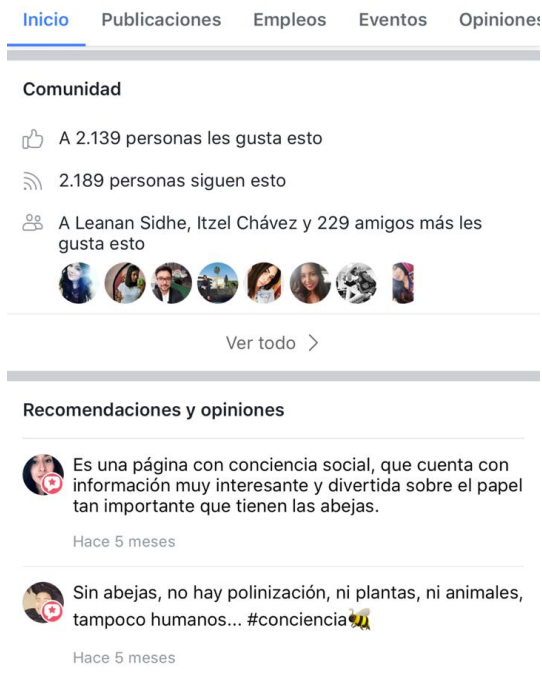 Inicio Publicaciones Empleos Eventos Opiniones
Comunidad
A 2.139 personas les gusta esto
2.189 personas siguen esto
A Leanan Sidhe, Itzel Chávez y 229 amigos más les
gusta esto
Ver todo
Recomendaciones y opiniones
Es una página con conciencia social, que cuenta con
información muy interesante y divertida sobre el papel
tan importante que tienen las abejas.
Hace 5 meses
Sin abejas, no hay polinización, ni plantas, ni animales,
tampoco humanos... #conciencia🐝
Hace 5 meses